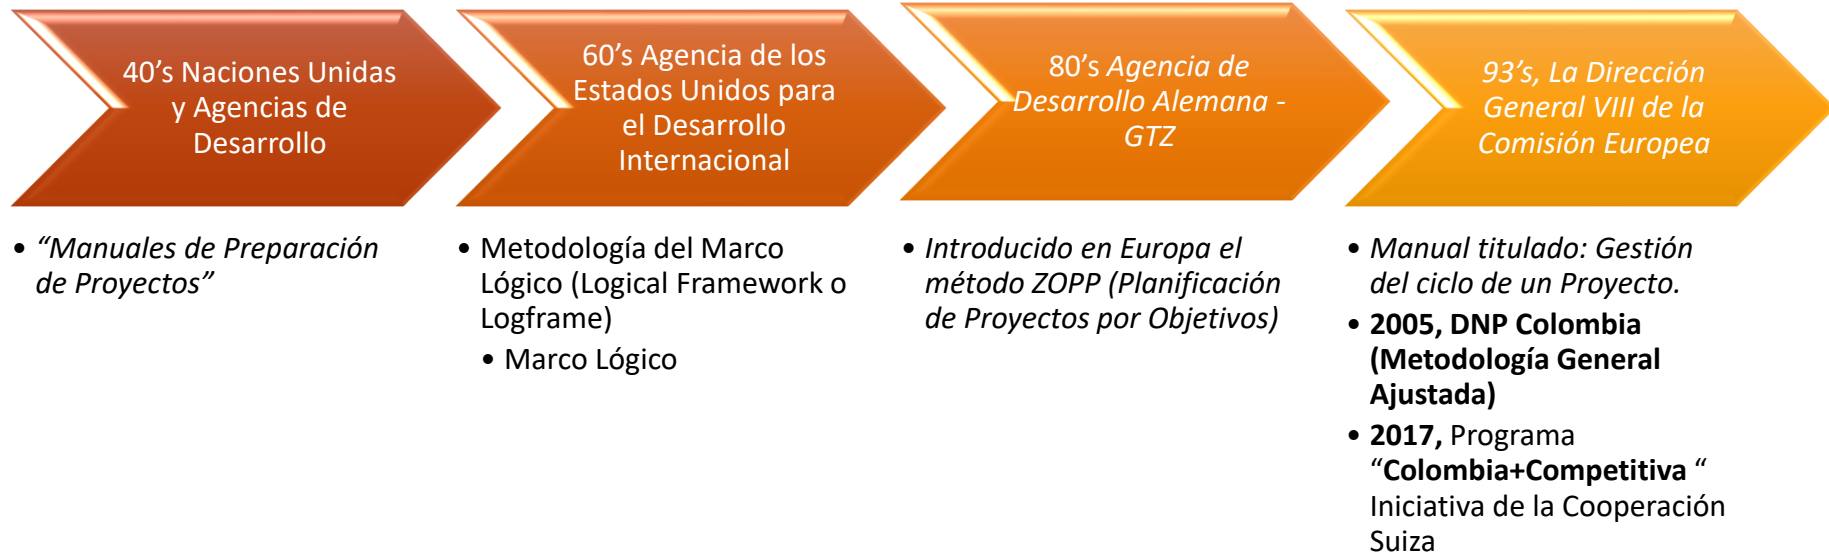 40’s Naciones Unidas
y Agencias de
Desarrollo
• “Manuales de Preparación
de Proyectos”
60’s Agencia de los
Estados Unidos para
el Desarrollo
Internacional
• Metodología del Marco
Lógico (Logical Framework o
Logframe)
• Marco Lógico
80’s Agencia de
Desarrollo Alemana -
GTZ
• Introducido en Europa el
método ZOPP (Planificación
de Proyectos por Objetivos)
93’s, La Dirección
General VIII de la
Comisión Europea
• Manual titulado: Gestión
del ciclo de un Proyecto.
• 2005, DNP Colombia
(Metodología General
Ajustada)
• 2017, Programa
“Colombia+Competitiva “
Iniciativa de la Cooperación
Suiza